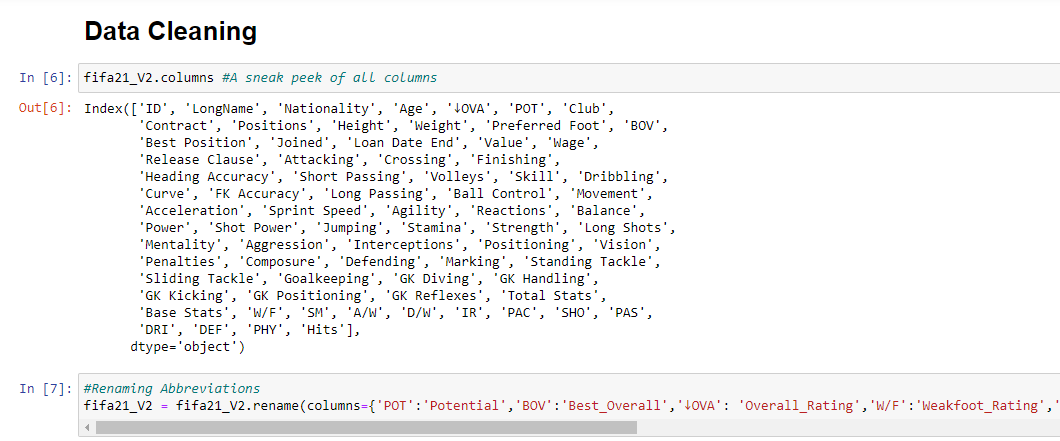 Data Cleaning
In [6]: fifa21_V2.columns #A sneak peek of all columns
Out[6]: Index(['ID', 'LongName', 'Nationality', 'Age', '↓OVA', 'POT', 'Club',
'Contract', 'Positions', 'Height', 'Weight', 'Preferred Foot', 'BOV',
'Best Position', 'Joined', 'Loan Date End', 'Value', 'Wage',
'Release Clause', 'Attacking', 'Crossing', 'Finishing',
'Heading Accuracy', 'Short Passing', 'Volleys', 'Skill', 'Dribbling',
'Curve', 'FK Accuracy', 'Long Passing', 'Ball Control', 'Movement',
'Acceleration', 'Sprint Speed', 'Agility', 'Reactions', 'Balance',
'Power', 'Shot Power', 'Jumping', 'Stamina', 'Strength', 'Long Shots',
'Mentality', 'Aggression', 'Interceptions', 'Positioning', 'Vision',
'Penalties', 'Composure', 'Defending', 'Marking', 'Standing Tackle',
'Sliding Tackle', 'Goalkeeping', 'GK Diving', 'GK Handling',
'GK Kicking', 'GK Positioning', 'GK Reflexes', 'Total Stats',
'Base Stats', 'W/F', 'SM', 'A/W', 'D/W', 'IR', 'PAC', 'SHO', 'PAS',
'DRI', 'DEF', 'PHY', 'Hits'],
dtype='object')
In [7]: #Renaming Abbreviations
fifa21_V2 = fifa21_V2.rename(columns={'POT':'Potential','BOV':'Best_Overall','↓OVA': 'Overall_Rating','W/F':'Weakfoot_Rating','